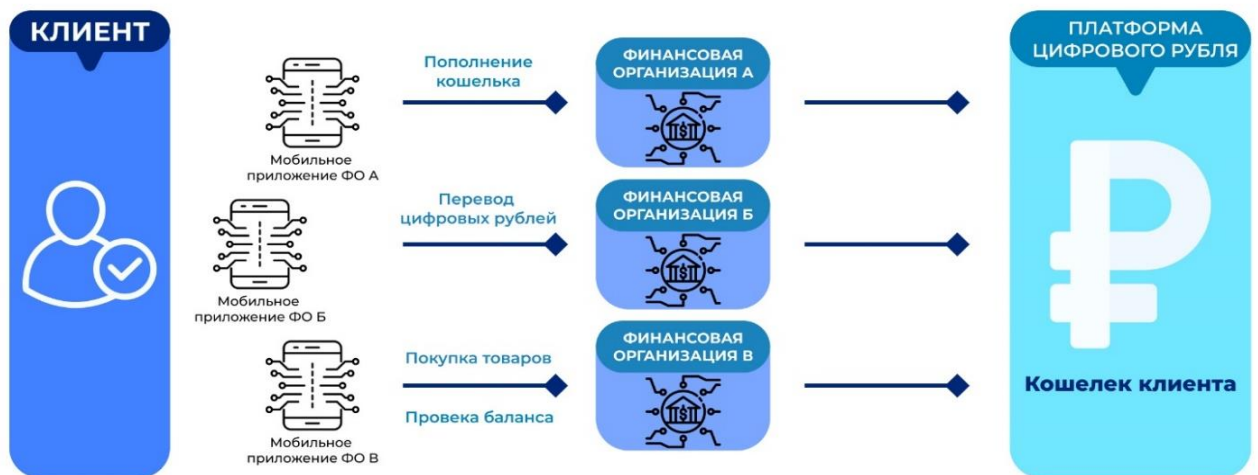 КЛИЕНТ
Мобильное
приложение ФО А
Пополнение
кошелька
ФИНАНСОВАЯ
ОРГАНИЗАЦИЯ А
Мобильное
приложение ФО Б
Перевод
цифровых рублей
ФИНАНСОВАЯ
ОРГАНИЗАЦИЯ Б
Мобильное
приложение ФО В
Покупка товаров
Провека баланса
ФИНАНСОВАЯ
ОРГАНИЗАЦИЯ В
ПЛАТФОРМА
ЦИФРОВОГО РУБЛЯ
Кошелек клиента